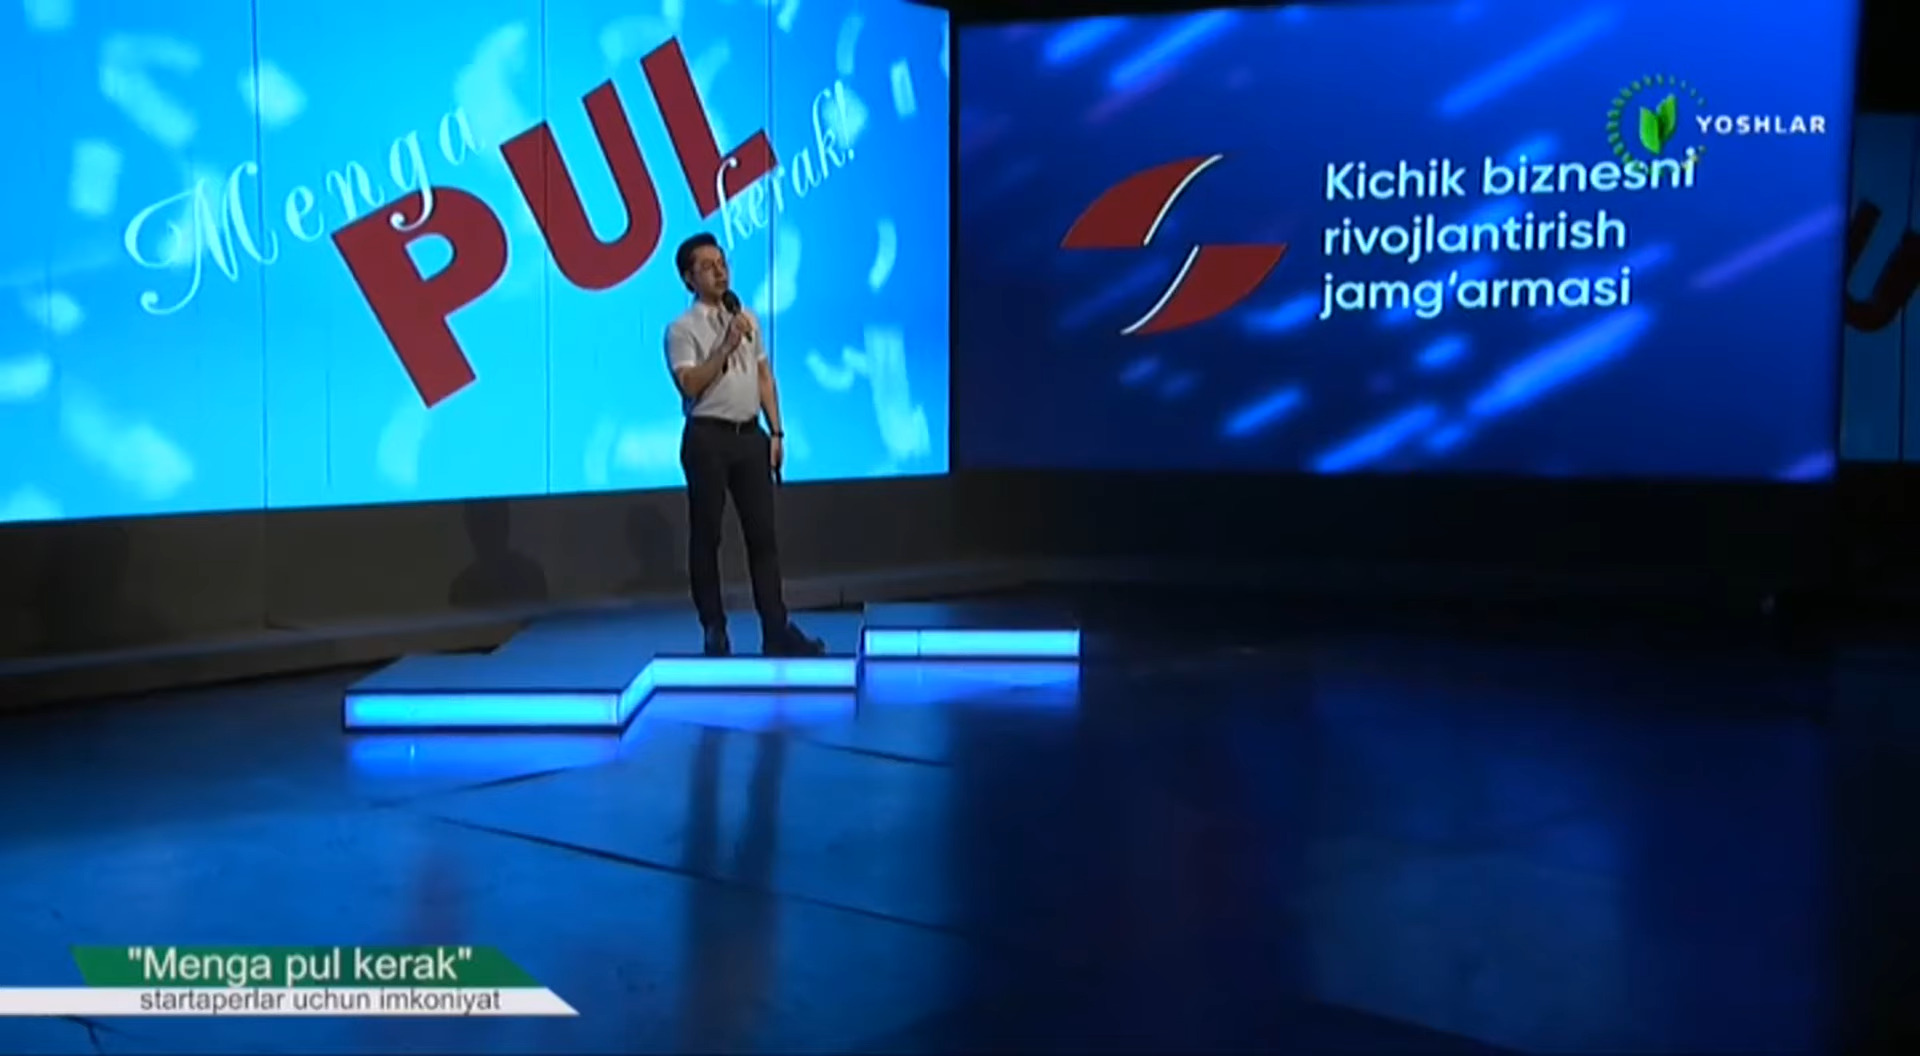 Menga
PUL
kerak!
YOSHLAR
Kichik biznesni
rivojlantirish
jamg‘armasi
"Menga pul kerak"
startaperlar uchun imkoniyat